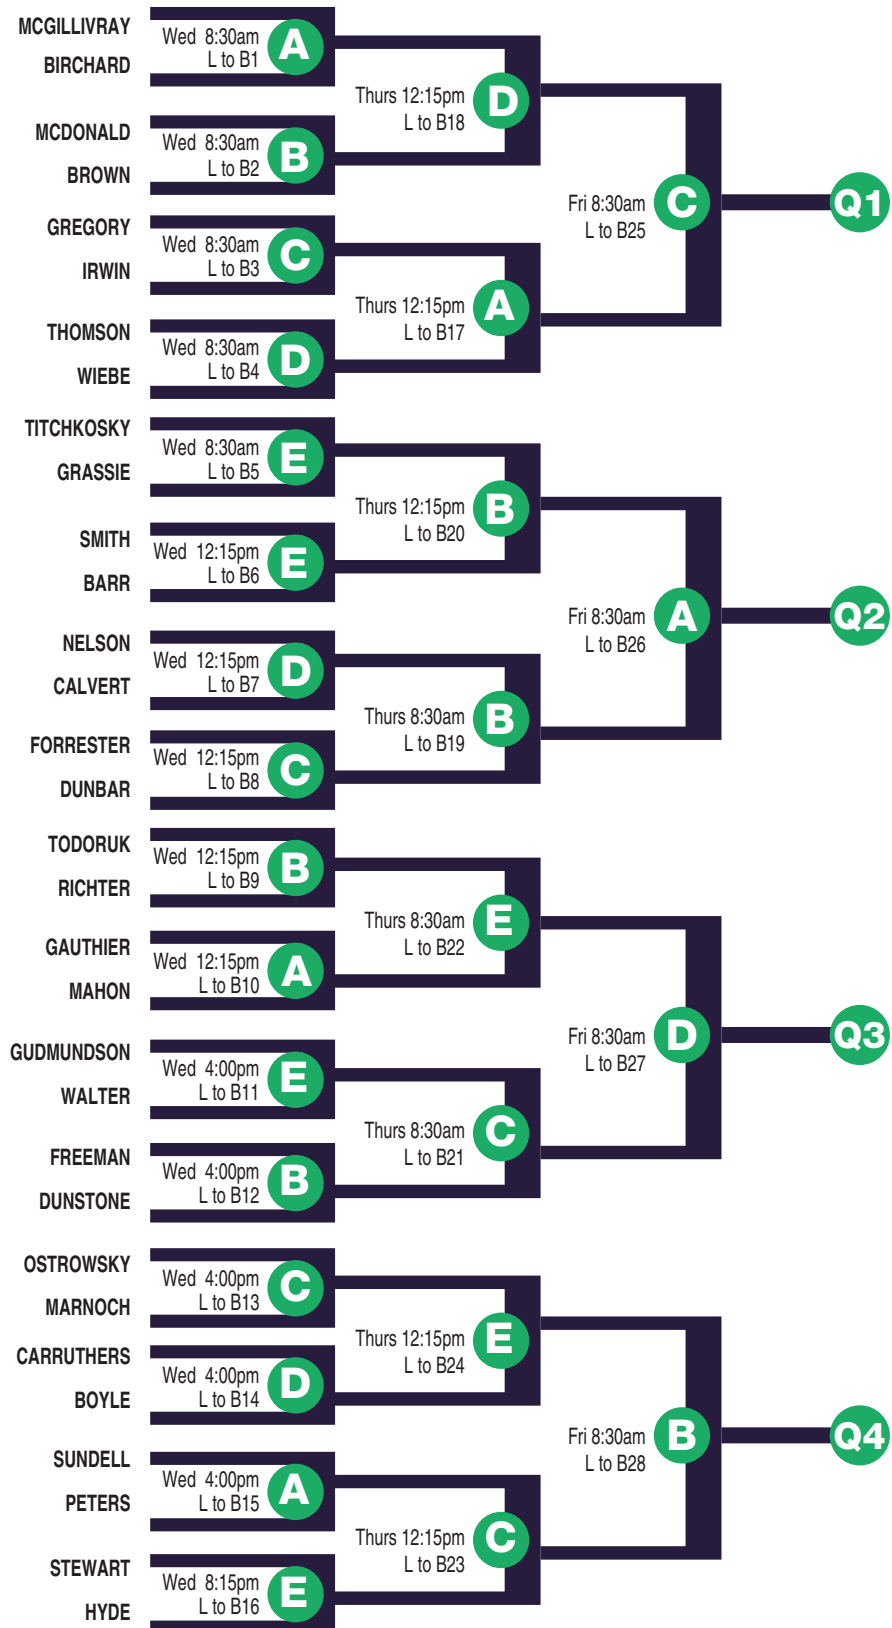 MCGILLIVRAY
Wed 8:30am
L to B1
A
BIRCHARD
MCDONALD
Wed 8:30am
L to B2
B
BROWN
Thurs 12:15pm
L to B18
D
GREGORY
Wed 8:30am
L to B3
C
IRWIN
THOMSON
Wed 8:30am
L to B4
D
WIEBE
Thurs 12:15pm
L to B17
A
Fri 8:30am
L to B25
C
Q1
TITCHKOSKY
Wed 8:30am
L to B5
E
GRASSIE
SMITH
Wed 12:15pm
L to B6
E
BARR
Thurs 12:15pm
L to B20
B
NELSON
Wed 12:15pm
L to B7
D
CALVERT
FORRESTER
Wed 12:15pm
L to B8
C
DUNBAR
Thurs 8:30am
L to B19
B
Fri 8:30am
L to B26
A
Q2
TODORUK
Wed 12:15pm
L to B9
B
RICHTER
GAUTHIER
Wed 12:15pm
L to B10
A
MAHON
Thurs 8:30am
L to B22
E
GUDMUNDSON
Wed 4:00pm
L to B11
E
WALTER
FREEMAN
Wed 4:00pm
L to B12
B
DUNSTONE
Thurs 8:30am
L to B21
C
Fri 8:30am
L to B27
D
Q3
OSTROWSKY
Wed 4:00pm
L to B13
C
MARNOCH
CARRUTHERS
Wed 4:00pm
L to B14
D
BOYLE
Thurs 12:15pm
L to B24
E
SUNDELL
Wed 4:00pm
L to B15
A
PETERS
STEWART
Wed 8:15pm
L to B16
E
HYDE
Thurs 12:15pm
L to B23
C
Fri 8:30am
L to B28
B
Q4